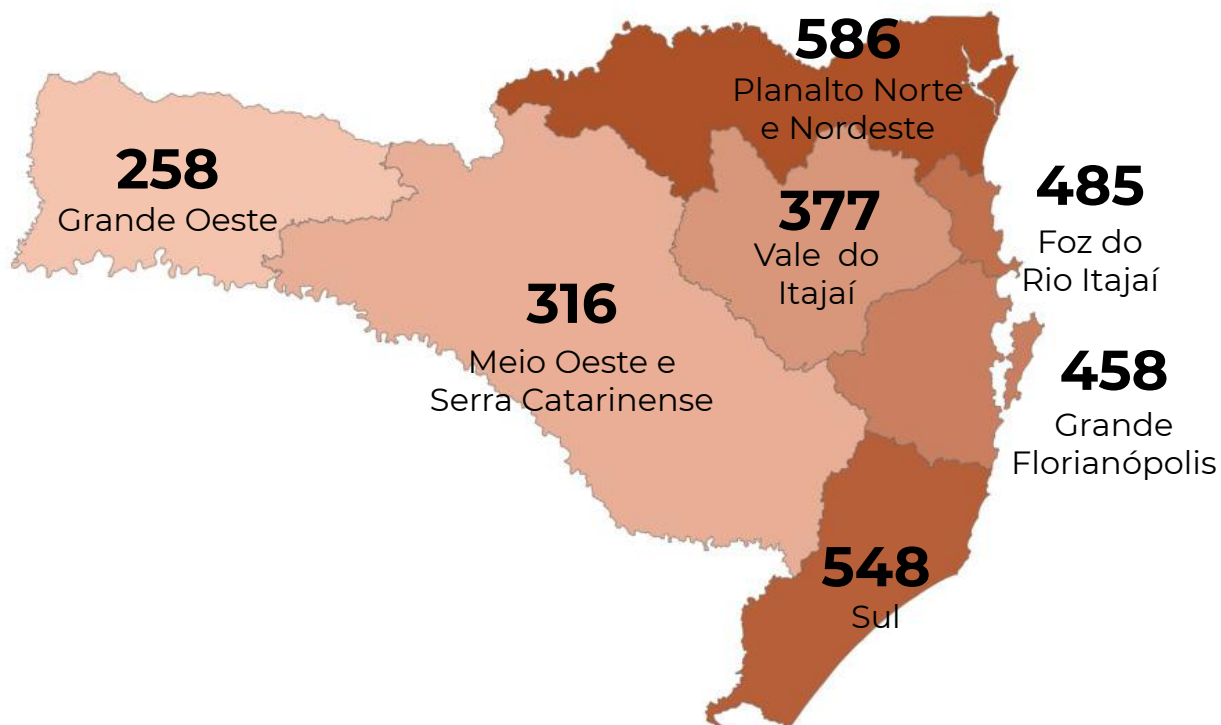 586
Planalto Norte
e Nordeste
258
Grande Oeste
377
Vale do
Itajaí
485
Foz do
Rio Itajaí
316
Meio Oeste e
Serra Catarinense
458
Grande
Florianópolis
548
Sul